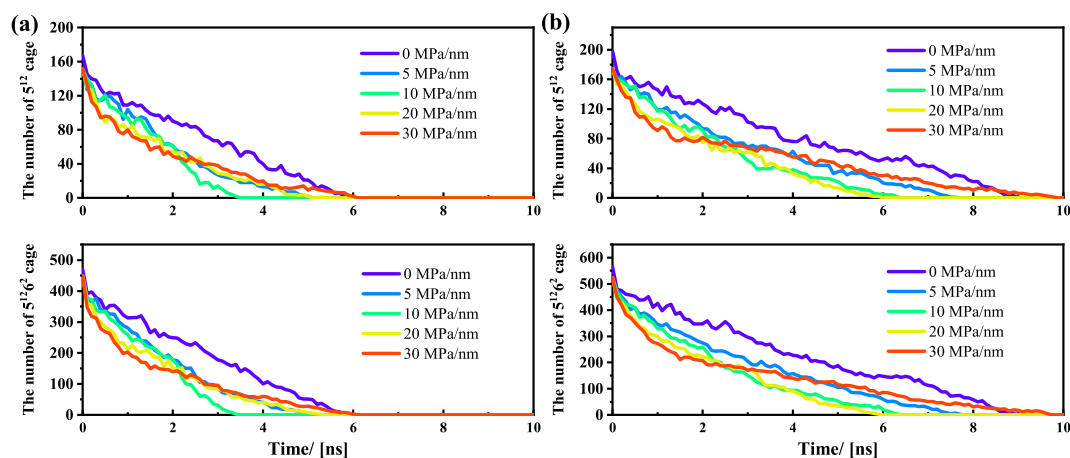 (a)
The number of 5¹² cage
200
160
120
80
40
0
0 MPa/nm
5 MPa/nm
10 MPa/nm
20 MPa/nm
30 MPa/nm
0 2 4 6 8 10
The number of 5¹²6² cage
500
400
300
200
100
0
0 MPa/nm
5 MPa/nm
10 MPa/nm
20 MPa/nm
30 MPa/nm
0 2 4 6 8 10
Time/ [ns]
(b)
The number of 5¹² cage
200
160
120
80
40
0
0 MPa/nm
5 MPa/nm
10 MPa/nm
20 MPa/nm
30 MPa/nm
0 2 4 6 8 10
The number of 5¹²6² cage
600
500
400
300
200
100
0
0 MPa/nm
5 MPa/nm
10 MPa/nm
20 MPa/nm
30 MPa/nm
0 2 4 6 8 10
Time/ [ns]